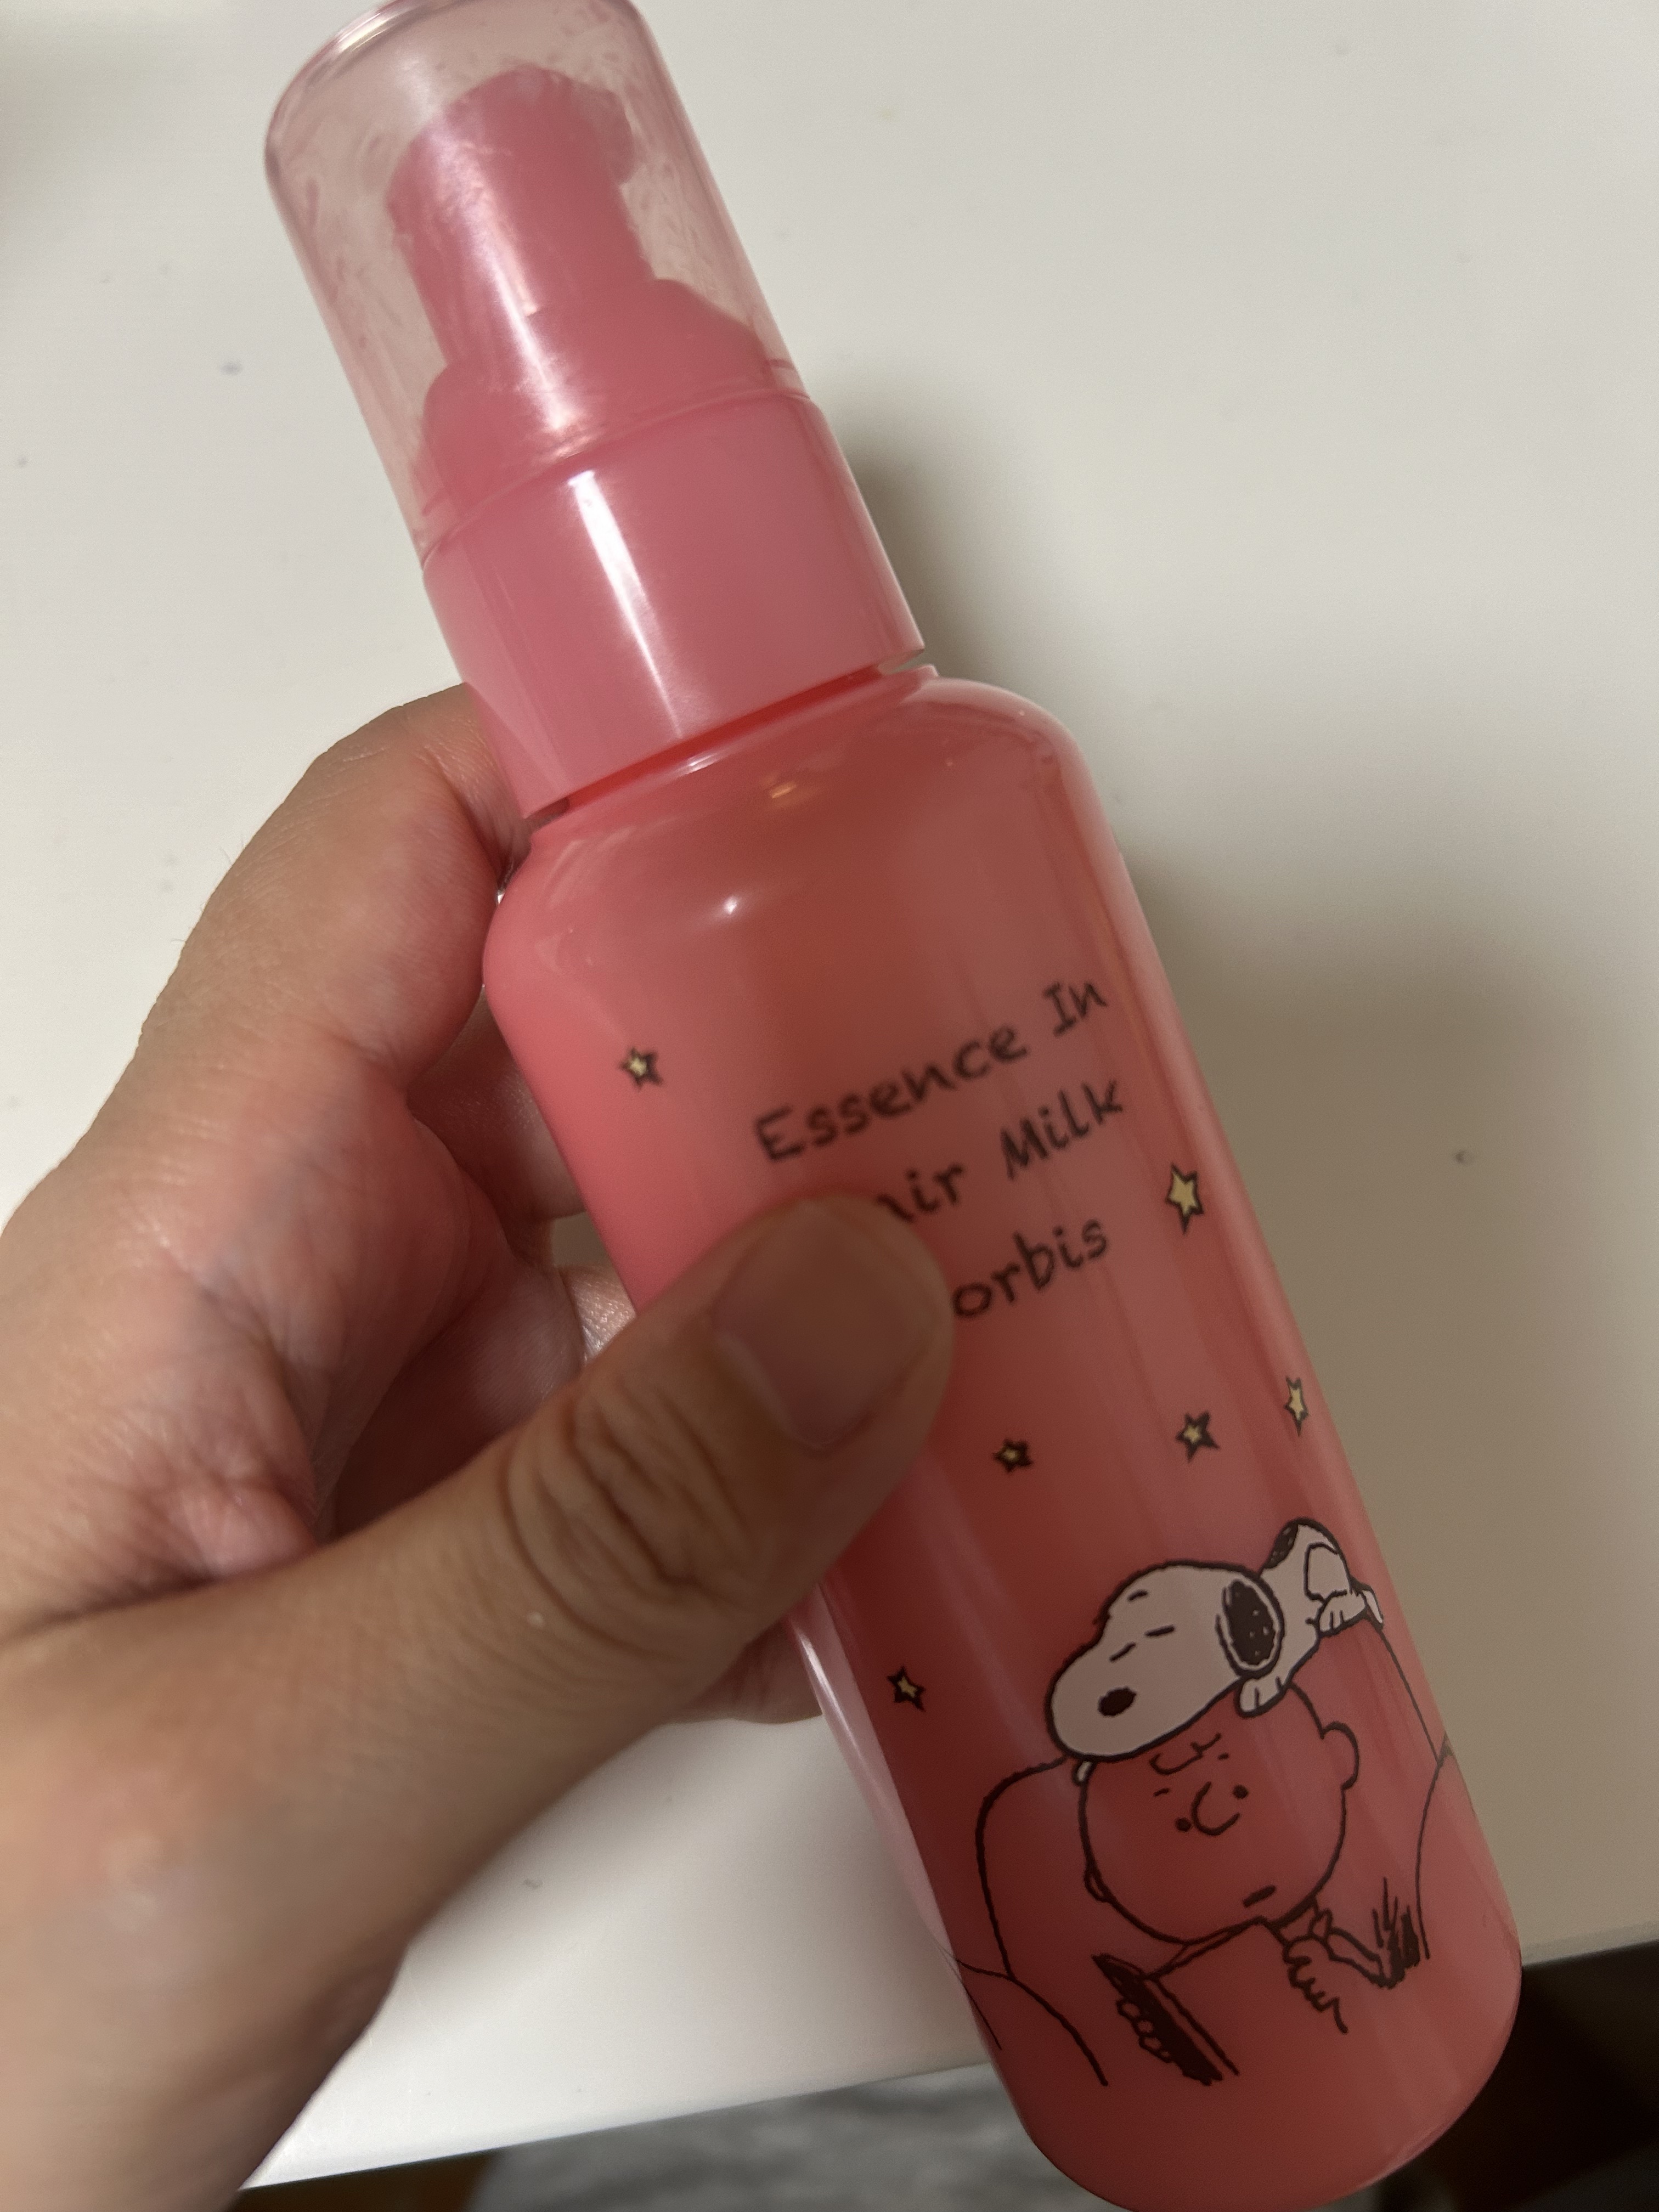 Essence In
air Milk
orbis